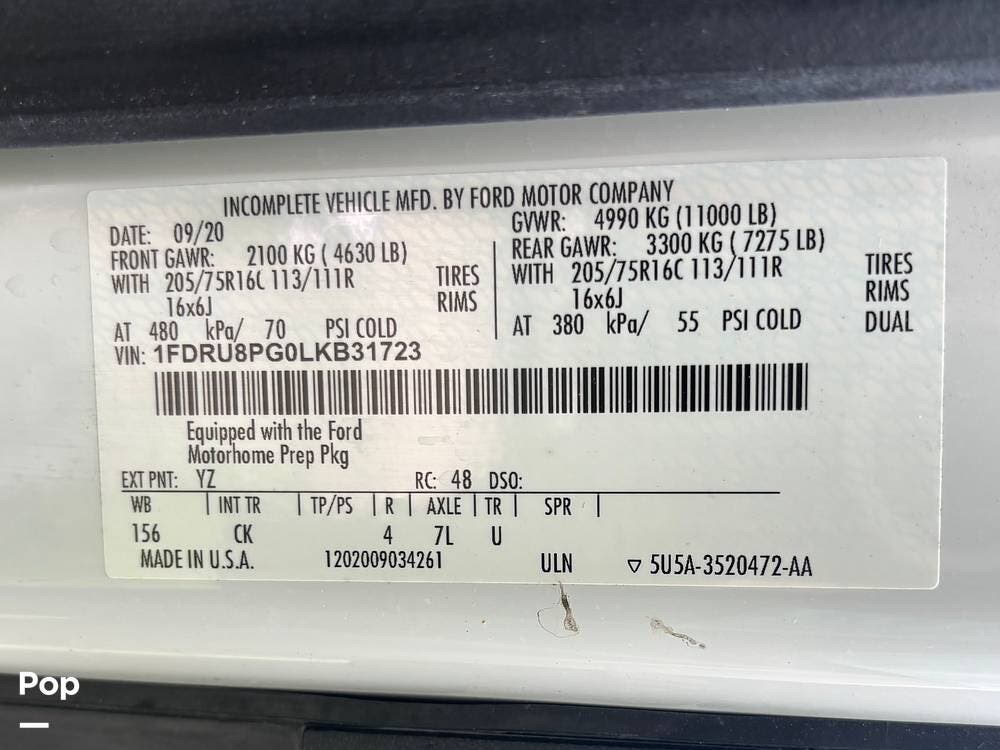 INCOMPLETE VEHICLE MFD. BY FORD MOTOR COMPANY
DATE: 09/20 GVWR: 4990 KG (11000 LB)
FRONT GAWR: 2100 KG ( 4630 LB) REAR GAWR: 3300 KG ( 7275 LB)
WITH 205/75R16C 113/111R TIRES WITH 205/75R16C 113/111R TIRES
16x6J RIMS 16x6J RIMS
AT 480 kPa/ 70 PSI COLD AT 380 kPa/ 55 PSI COLD DUAL
VIN: 1FDRU8PG0LKB31723
Equipped with the Ford
Motorhome Prep Pkg
EXT PNT: YZ RC: 48 DSO:
WB | INT TR | TP/PS | R | AXLE | TR | SPR |
156 CK 4 7L U
MADE IN U.S.A. 1202009034261 ULN ▽ 5U5A-3520472-AA
Pop